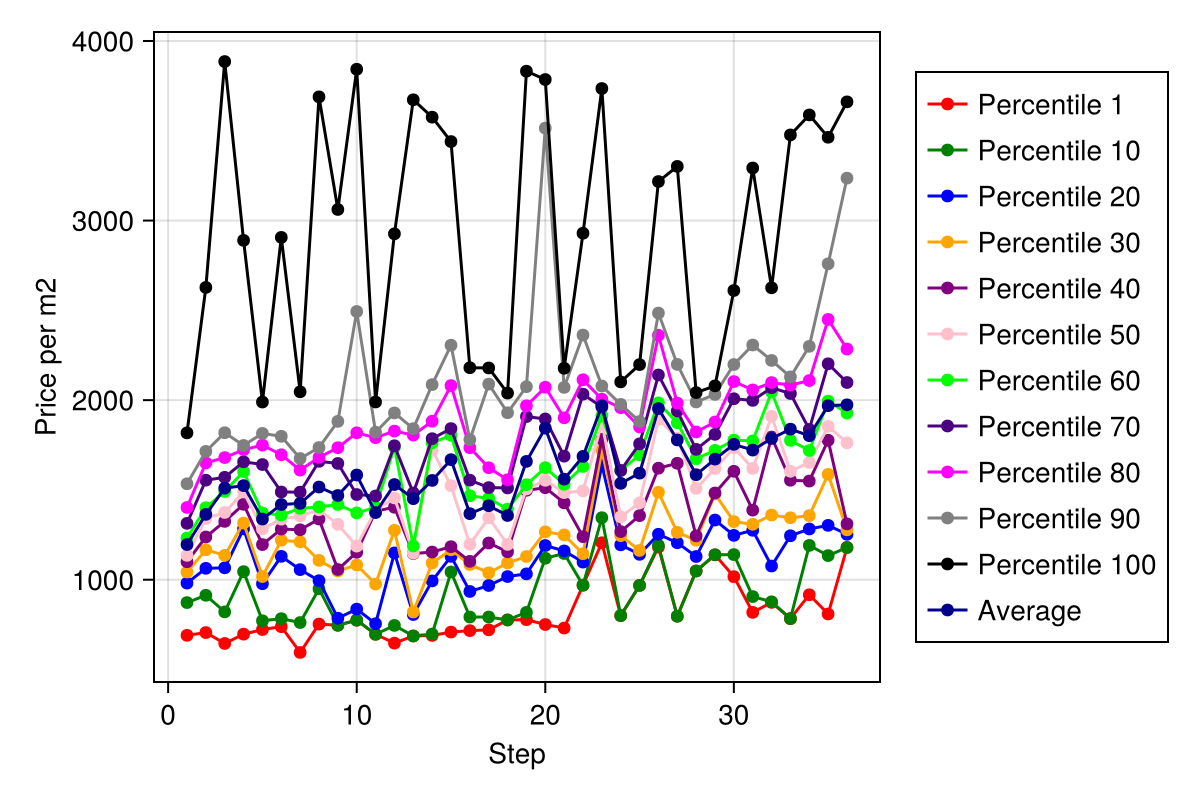 4000
3000
2000
1000
Price per m2
0 10 20 30
Step
Percentile 1
Percentile 10
Percentile 20
Percentile 30
Percentile 40
Percentile 50
Percentile 60
Percentile 70
Percentile 80
Percentile 90
Percentile 100
Average